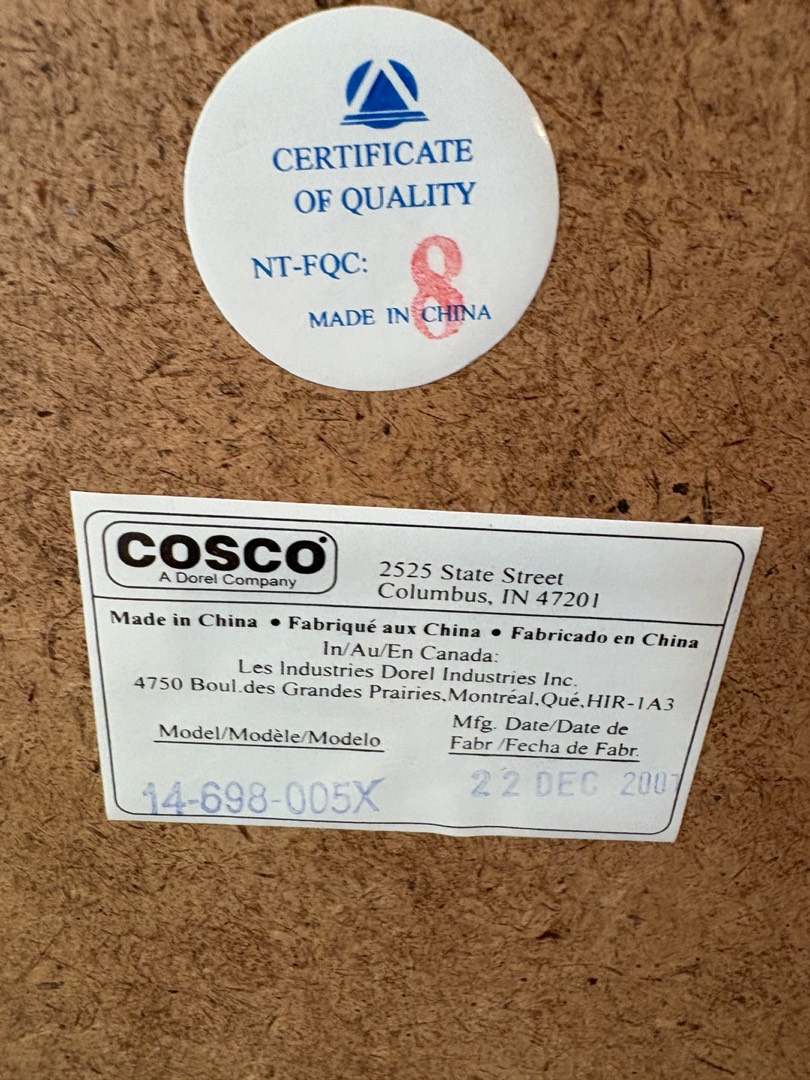 CERTIFICATE
OF QUALITY
NT-FQC: 8
MADE IN CHINA
COSCO
A Dorel Company
2525 State Street
Columbus, IN 47201
Made in China • Fabriqué aux China • Fabricado en China
In/Au/En Canada:
Les Industries Dorel Industries Inc.
4750 Boul.des Grandes Prairies,Montréal,Qué,HIR-1A3
Model/Modèle/Modelo
Mfg. Date/Date de
Fabr /Fecha de Fabr.
14-698-005X
22 DEC